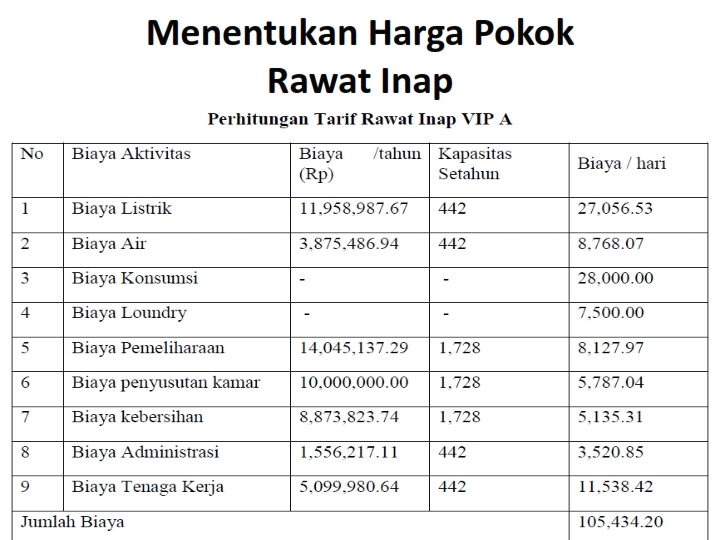 Menentukan Harga Pokok
Rawat Inap
Perhitungan Tarif Rawat Inap VIP A
No Biaya Aktivitas Biaya /tahun (Rp) Kapasitas Setahun Biaya / hari
1 Biaya Listrik 11,958,987.67 442 27,056.53
2 Biaya Air 3,875,486.94 442 8,768.07
3 Biaya Konsumsi - - 28,000.00
4 Biaya Loundry - - 7,500.00
5 Biaya Pemeliharaan 14,045,137.29 1,728 8,127.97
6 Biaya penyusutan kamar 10,000,000.00 1,728 5,787.04
7 Biaya kebersihan 8,873,823.74 1,728 5,135.31
8 Biaya Administrasi 1,556,217.11 442 3,520.85
9 Biaya Tenaga Kerja 5,099,980.64 442 11,538.42
Jumlah Biaya 105,434.20